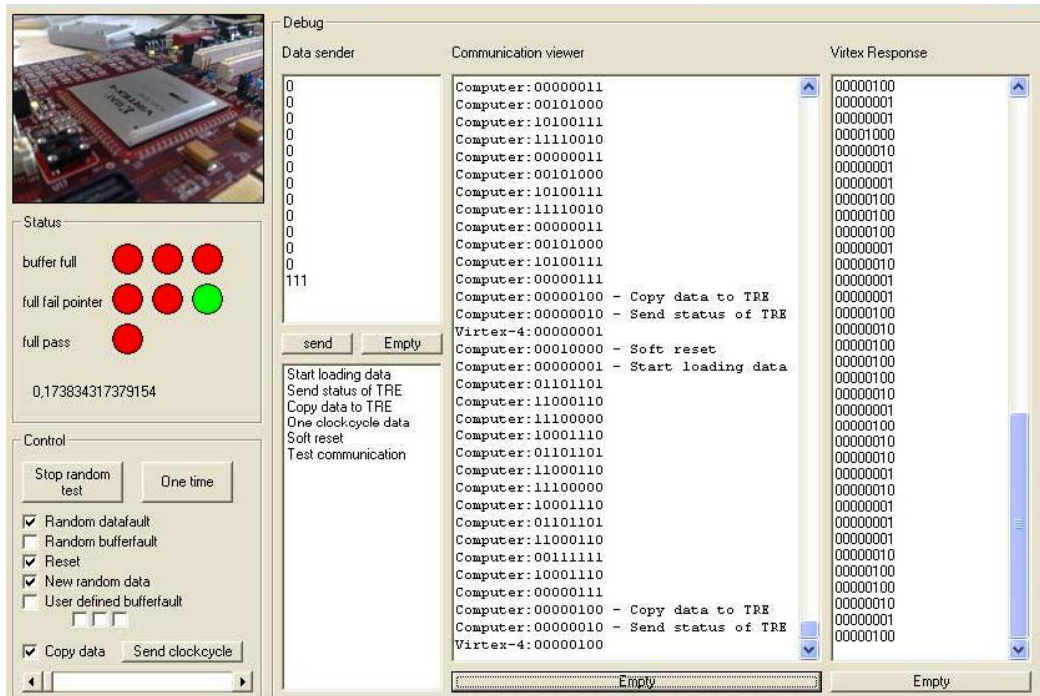 VIRTEX-4
Status
buffer full
full fail pointer
full pass
0,173834317379154
Control
Stop random
test
One time
Random datafault
Random bufferfault
Reset
New random data
User defined bufferfault
Copy data
Send clockcycle
Debug
Data sender
0
0
0
0
0
0
0
0
0
0
0
0
111
send
Empty
Start loading data
Send status of TRE
Copy data to TRE
One clockcycle data
Soft reset
Test communication
Communication viewer
Computer:00000011
Computer:00101000
Computer:10100111
Computer:11110010
Computer:00000011
Computer:00101000
Computer:10100111
Computer:11110010
Computer:00000011
Computer:00101000
Computer:10100111
Computer:00000111
Computer:00000100 - Copy data to TRE
Computer:00000010 - Send status of TRE
Virtex-4:00000001
Computer:00010000 - Soft reset
Computer:00000001 - Start loading data
Computer:01101101
Computer:11000110
Computer:11100000
Computer:10001110
Computer:01101101
Computer:11000110
Computer:11100000
Computer:10001110
Computer:01101101
Computer:11000110
Computer:00111111
Computer:10001110
Computer:00000111
Computer:00000100 - Copy data to TRE
Computer:00000010 - Send status of TRE
Virtex-4:00000100
Empty
Virtex Response
00000100
00000001
00000001
00001000
00000010
00000001
00000001
00000100
00000100
00000100
00000001
00000010
00000001
00000100
00000001
00000010
00000100
00000100
00000100
00000010
00000001
00000100
00000010
00000010
00000001
00000010
00000001
00000001
00000001
00000010
00000100
00000100
00000010
00000001
00000100
Empty